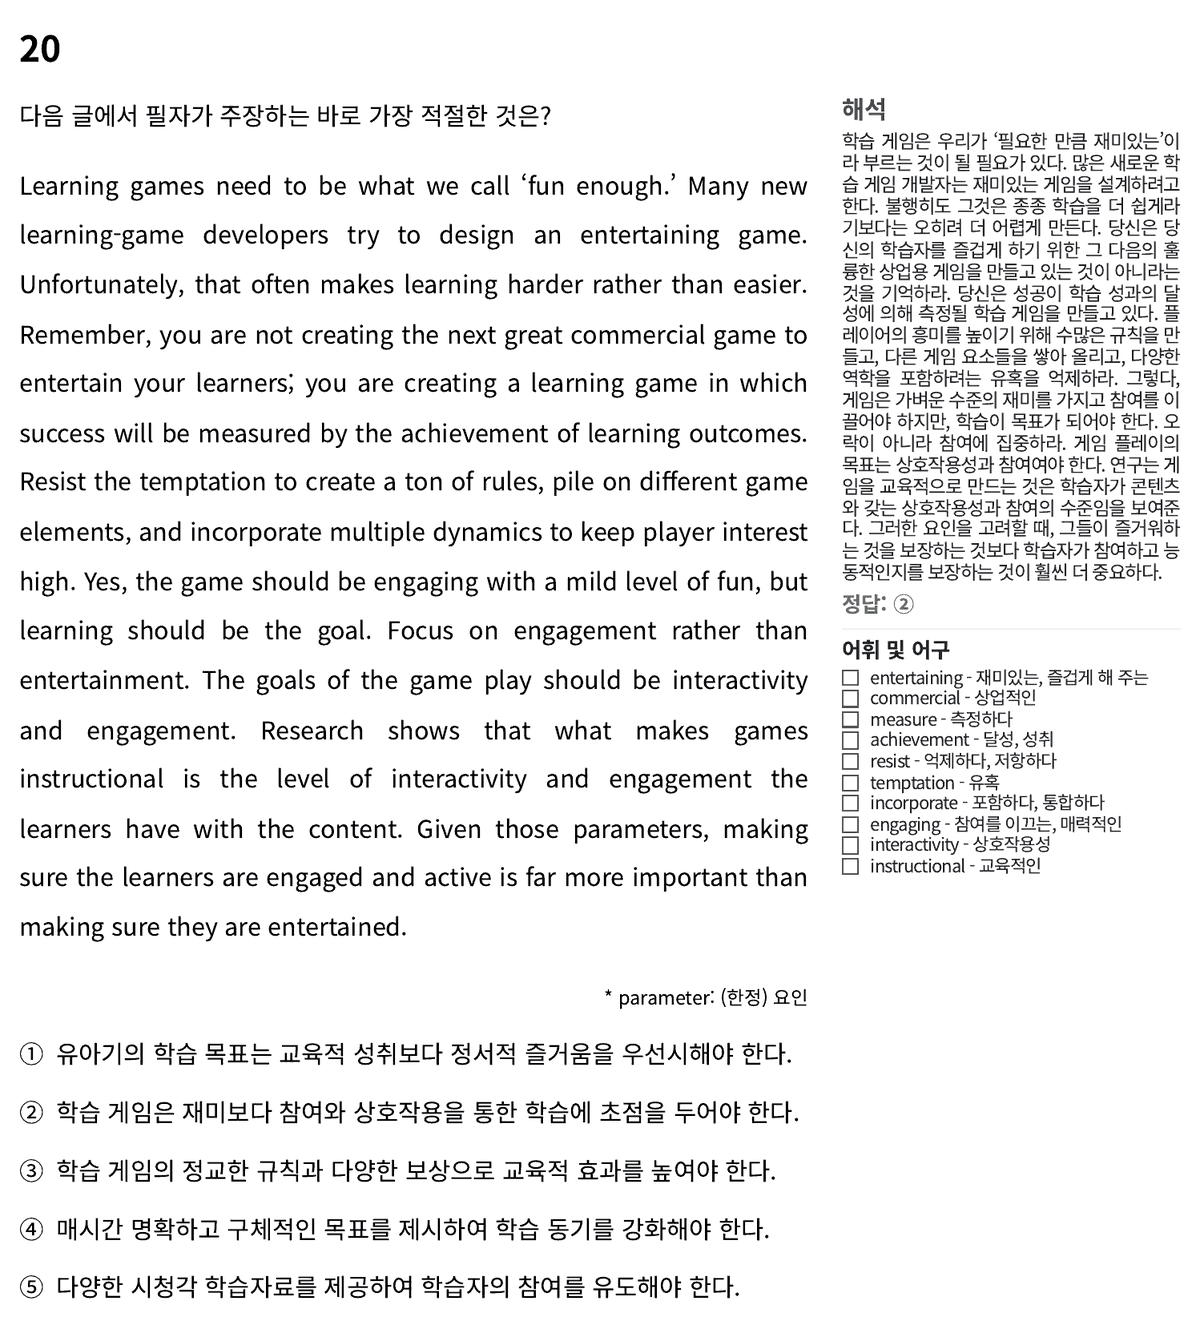 20
다음 글에서 필자가 주장하는 바로 가장 적절한 것은?
Learning games need to be what we call ‘fun enough.’ Many new
learning-game developers try to design an entertaining game.
Unfortunately, that often makes learning harder rather than easier.
Remember, you are not creating the next great commercial game to
entertain your learners; you are creating a learning game in which
success will be measured by the achievement of learning outcomes.
Resist the temptation to create a ton of rules, pile on different game
elements, and incorporate multiple dynamics to keep player interest
high. Yes, the game should be engaging with a mild level of fun, but
learning should be the goal. Focus on engagement rather than
entertainment. The goals of the game play should be interactivity
and engagement. Research shows that what makes games
instructional is the level of interactivity and engagement the
learners have with the content. Given those parameters, making
sure the learners are engaged and active is far more important than
making sure they are entertained.
* parameter: (한정) 요인
① 유아기의 학습 목표는 교육적 성취보다 정서적 즐거움을 우선시해야 한다.
② 학습 게임은 재미보다 참여와 상호작용을 통한 학습에 초점을 두어야 한다.
③ 학습 게임의 정교한 규칙과 다양한 보상으로 교육적 효과를 높여야 한다.
④ 매시간 명확하고 구체적인 목표를 제시하여 학습 동기를 강화해야 한다.
⑤ 다양한 시청각 학습자료를 제공하여 학습자의 참여를 유도해야 한다.
해석
학습 게임은 우리가 ‘필요한 만큼 재미있는’이
라 부르는 것이 될 필요가 있다. 많은 새로운 학
습 게임 개발자는 재미있는 게임을 설계하려고
한다. 불행히도 그것은 종종 학습을 더 쉽게라
기보다는 오히려 더 어렵게 만든다. 당신은 당
신의 학습자를 즐겁게 하기 위한 그 다음의 훌
륭한 상업용 게임을 만들고 있는 것이 아니라는
것을 기억하라. 당신은 성공이 학습 성과의 달
성에 의해 측정될 학습 게임을 만들고 있다. 플
레이어의 흥미를 높이기 위해 수많은 규칙을 만
들고, 다른 게임 요소들을 쌓아 올리고, 다양한
역학을 포함하려는 유혹을 억제하라. 그렇다,
게임은 가벼운 수준의 재미를 가지고 참여를 이
끌어야 하지만, 학습이 목표가 되어야 한다. 오
락이 아니라 참여에 집중하라. 게임 플레이의
목표는 상호작용성과 참여여야 한다. 연구는 게
임을 교육적으로 만드는 것은 학습자가 콘텐츠
와 갖는 상호작용성과 참여의 수준임을 보여준
다. 그러한 요인을 고려할 때, 그들이 즐거워하
는 것을 보장하는 것보다 학습자가 참여하고 능
동적인지를 보장하는 것이 훨씬 더 중요하다.
정답: ②
어휘 및 어구
entertaining - 재미있는, 즐겁게 해 주는
commercial - 상업적인
measure - 측정하다
achievement - 달성, 성취
resist - 억제하다, 저항하다
temptation - 유혹
incorporate - 포함하다, 통합하다
engaging - 참여를 이끄는, 매력적인
interactivity - 상호작용성
instructional - 교육적인